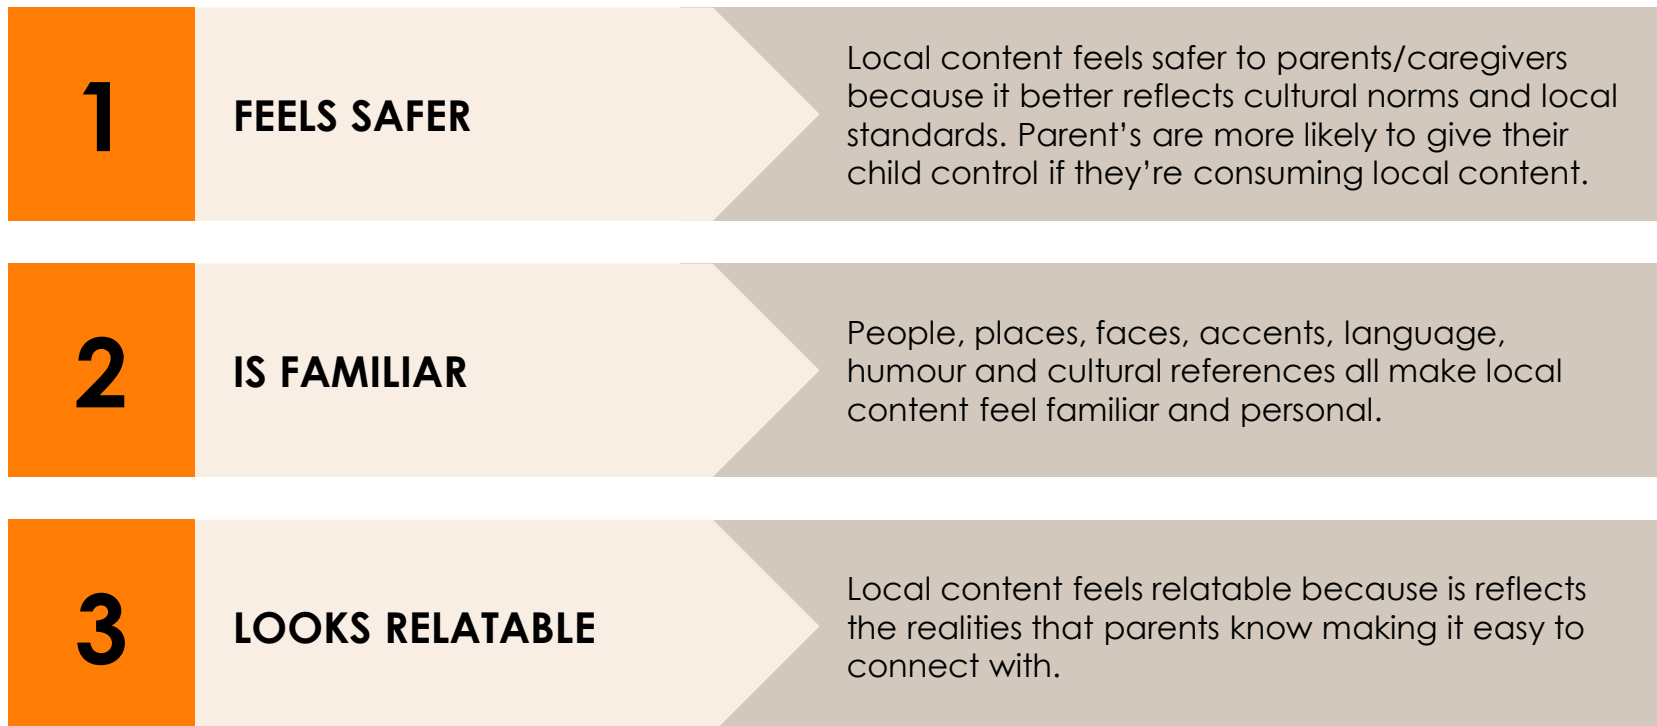 1
FEELS SAFER
Local content feels safer to parents/caregivers
because it better reflects cultural norms and local
standards. Parent’s are more likely to give their
child control if they’re consuming local content.
2
IS FAMILIAR
People, places, faces, accents, language,
humour and cultural references all make local
content feel familiar and personal.
3
LOOKS RELATABLE
Local content feels relatable because is reflects
the realities that parents know making it easy to
connect with.